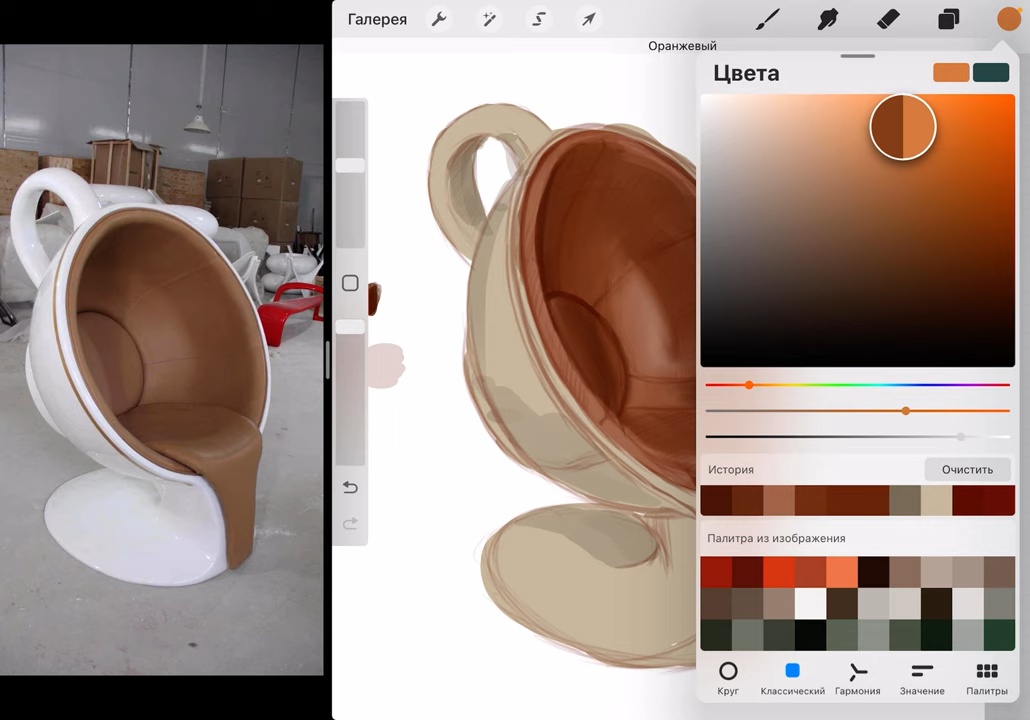 Галерея
Оранжевый
Цвета
История
Очистить
Палитра из изображения
Круг
Классический
Гармония
Значение
Палитры